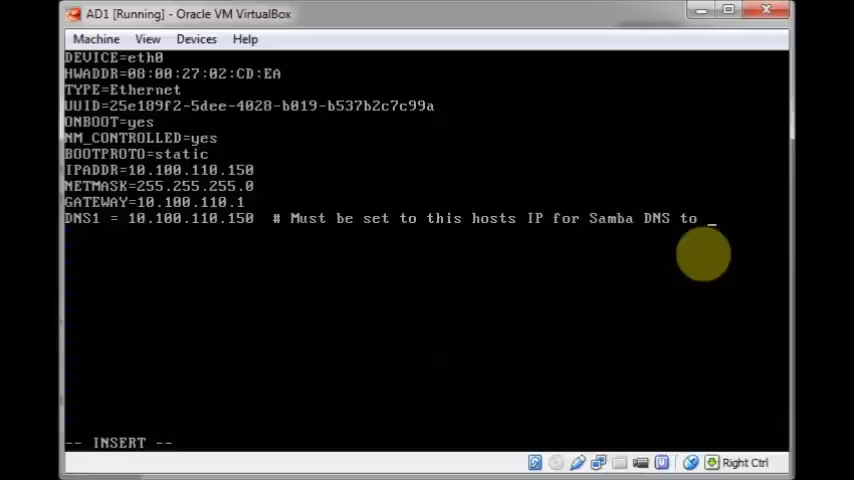 AD1 [Running] - Oracle VM VirtualBox
Machine View Devices Help
DEVICE=eth0
HWADDR=08:00:27:02:CD:EA
TYPE=Ethernet
UUID=25e189f2-5dee-4028-b019-b537b2c7c99a
ONBOOT=yes
NM_CONTROLLED=yes
BOOTPROTO=static
IPADDR=10.100.110.150
NETMASK=255.255.255.0
GATEWAY=10.100.110.1
DNS1 = 10.100.110.150  # Must be set to this hosts IP for Samba DNS to _
-- INSERT --
Right Ctrl